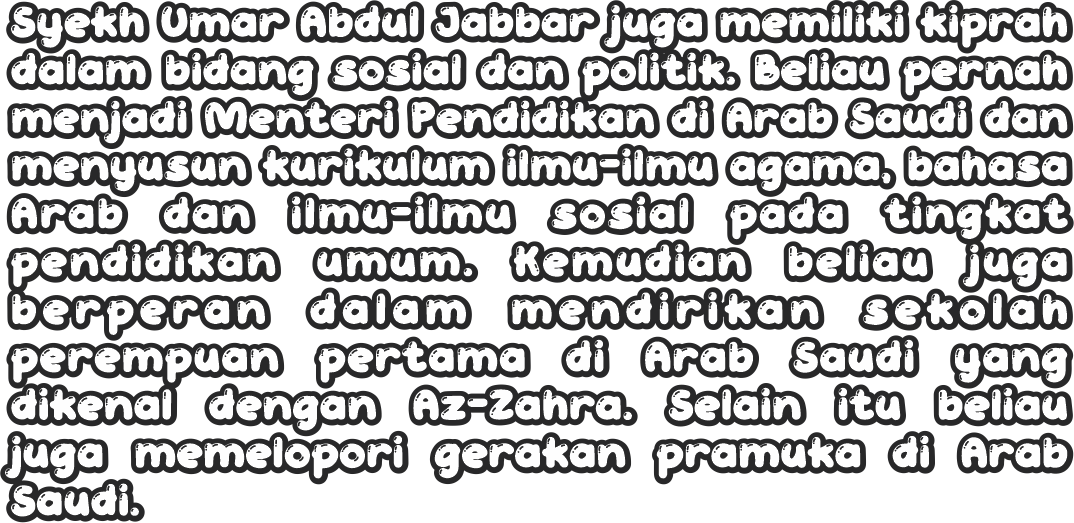 Syekh Umar Abdul Jabbar juga memiliki kiprah
dalam bidang sosial dan politik. Beliau pernah
menjadi Menteri Pendidikan di Arab Saudi dan
menyusun kurikulum ilmu-ilmu agama, bahasa
Arab dan ilmu-ilmu sosial pada tingkat
pendidikan umum. Kemudian beliau juga
berperan dalam mendirikan sekolah
perempuan pertama di Arab Saudi yang
dikenal dengan Az-Zahra. Selain itu beliau
juga memelopori gerakan pramuka di Arab
Saudi.